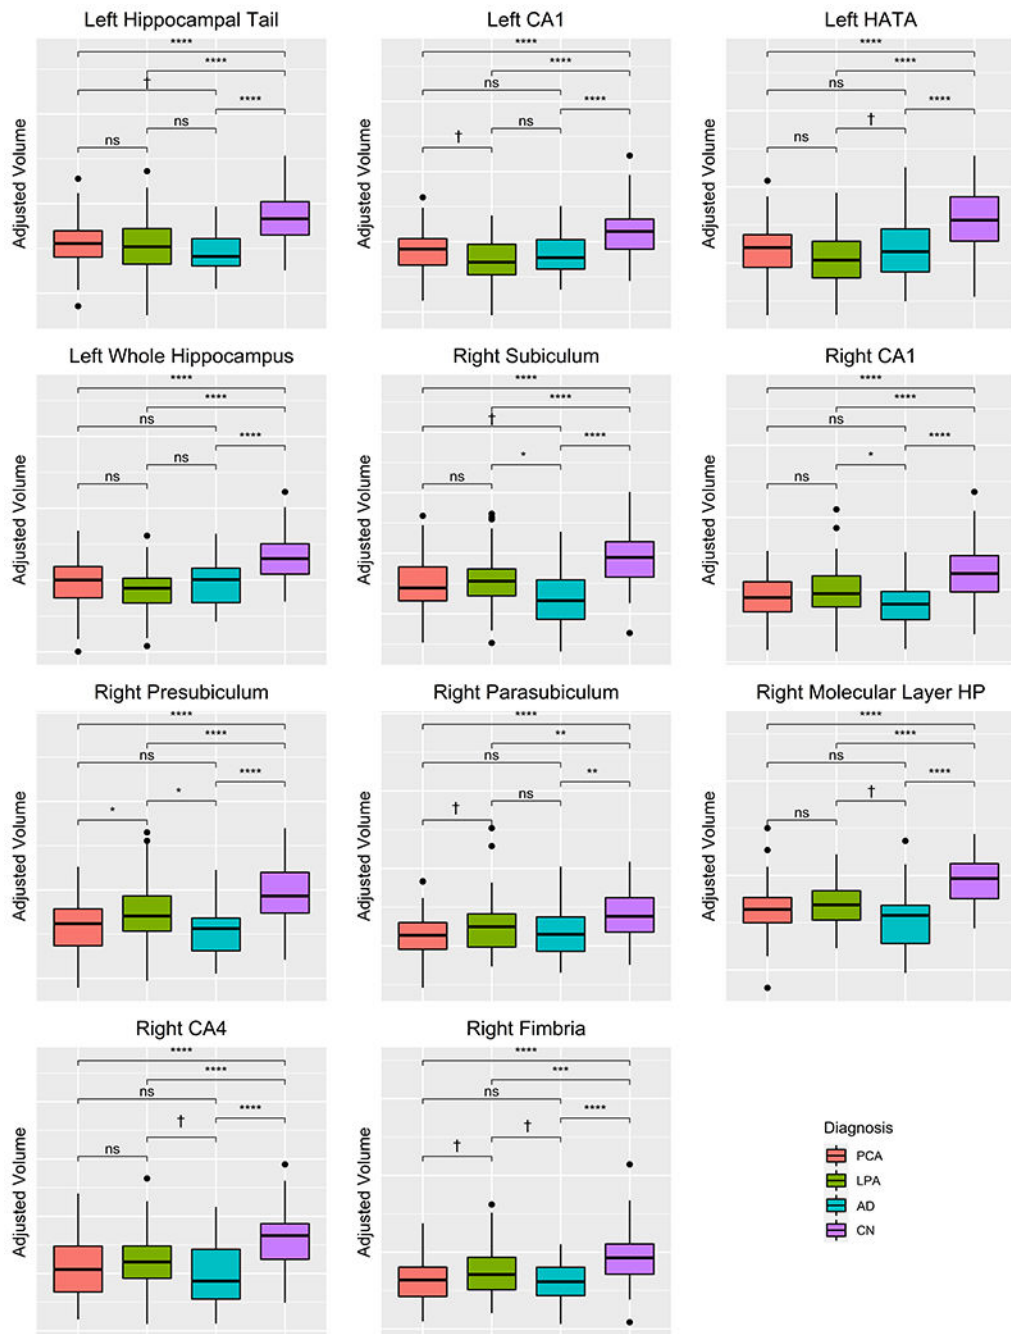 Left Hippocampal Tail
Left CA1
Left HATA
Adjusted Volume
****
****
†
****
ns
ns
Adjusted Volume
****
****
ns
****
ns
†
Adjusted Volume
****
****
ns
****
†
ns
Left Whole Hippocampus
Right Subiculum
Right CA1
Adjusted Volume
****
****
ns
****
ns
ns
Adjusted Volume
****
****
†
****
*
ns
Adjusted Volume
****
****
ns
****
*
ns
Right Presubiculum
Right Parasubiculum
Right Molecular Layer HP
Adjusted Volume
****
****
ns
****
*
*
Adjusted Volume
****
**
ns
**
ns
†
Adjusted Volume
****
****
ns
****
†
ns
Right CA4
Right Fimbria
Adjusted Volume
****
****
ns
****
†
ns
Adjusted Volume
****
***
ns
****
†
†
Diagnosis
PCA
LPA
AD
CN